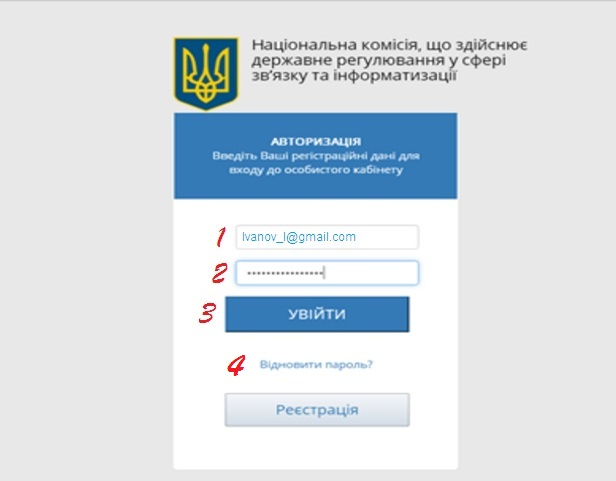 Національна комісія, що здійснює
державне регулювання у сфері
зв'язку та інформатизації
АВТОРИЗАЦІЯ
Введіть Ваші регістраційні дані для
входу до особистого кабінету
1 Ivanov_I@gmail.com
2 ••••••••••••••••
3 УВІЙТИ
4 Відновити пароль?
Реєстрація